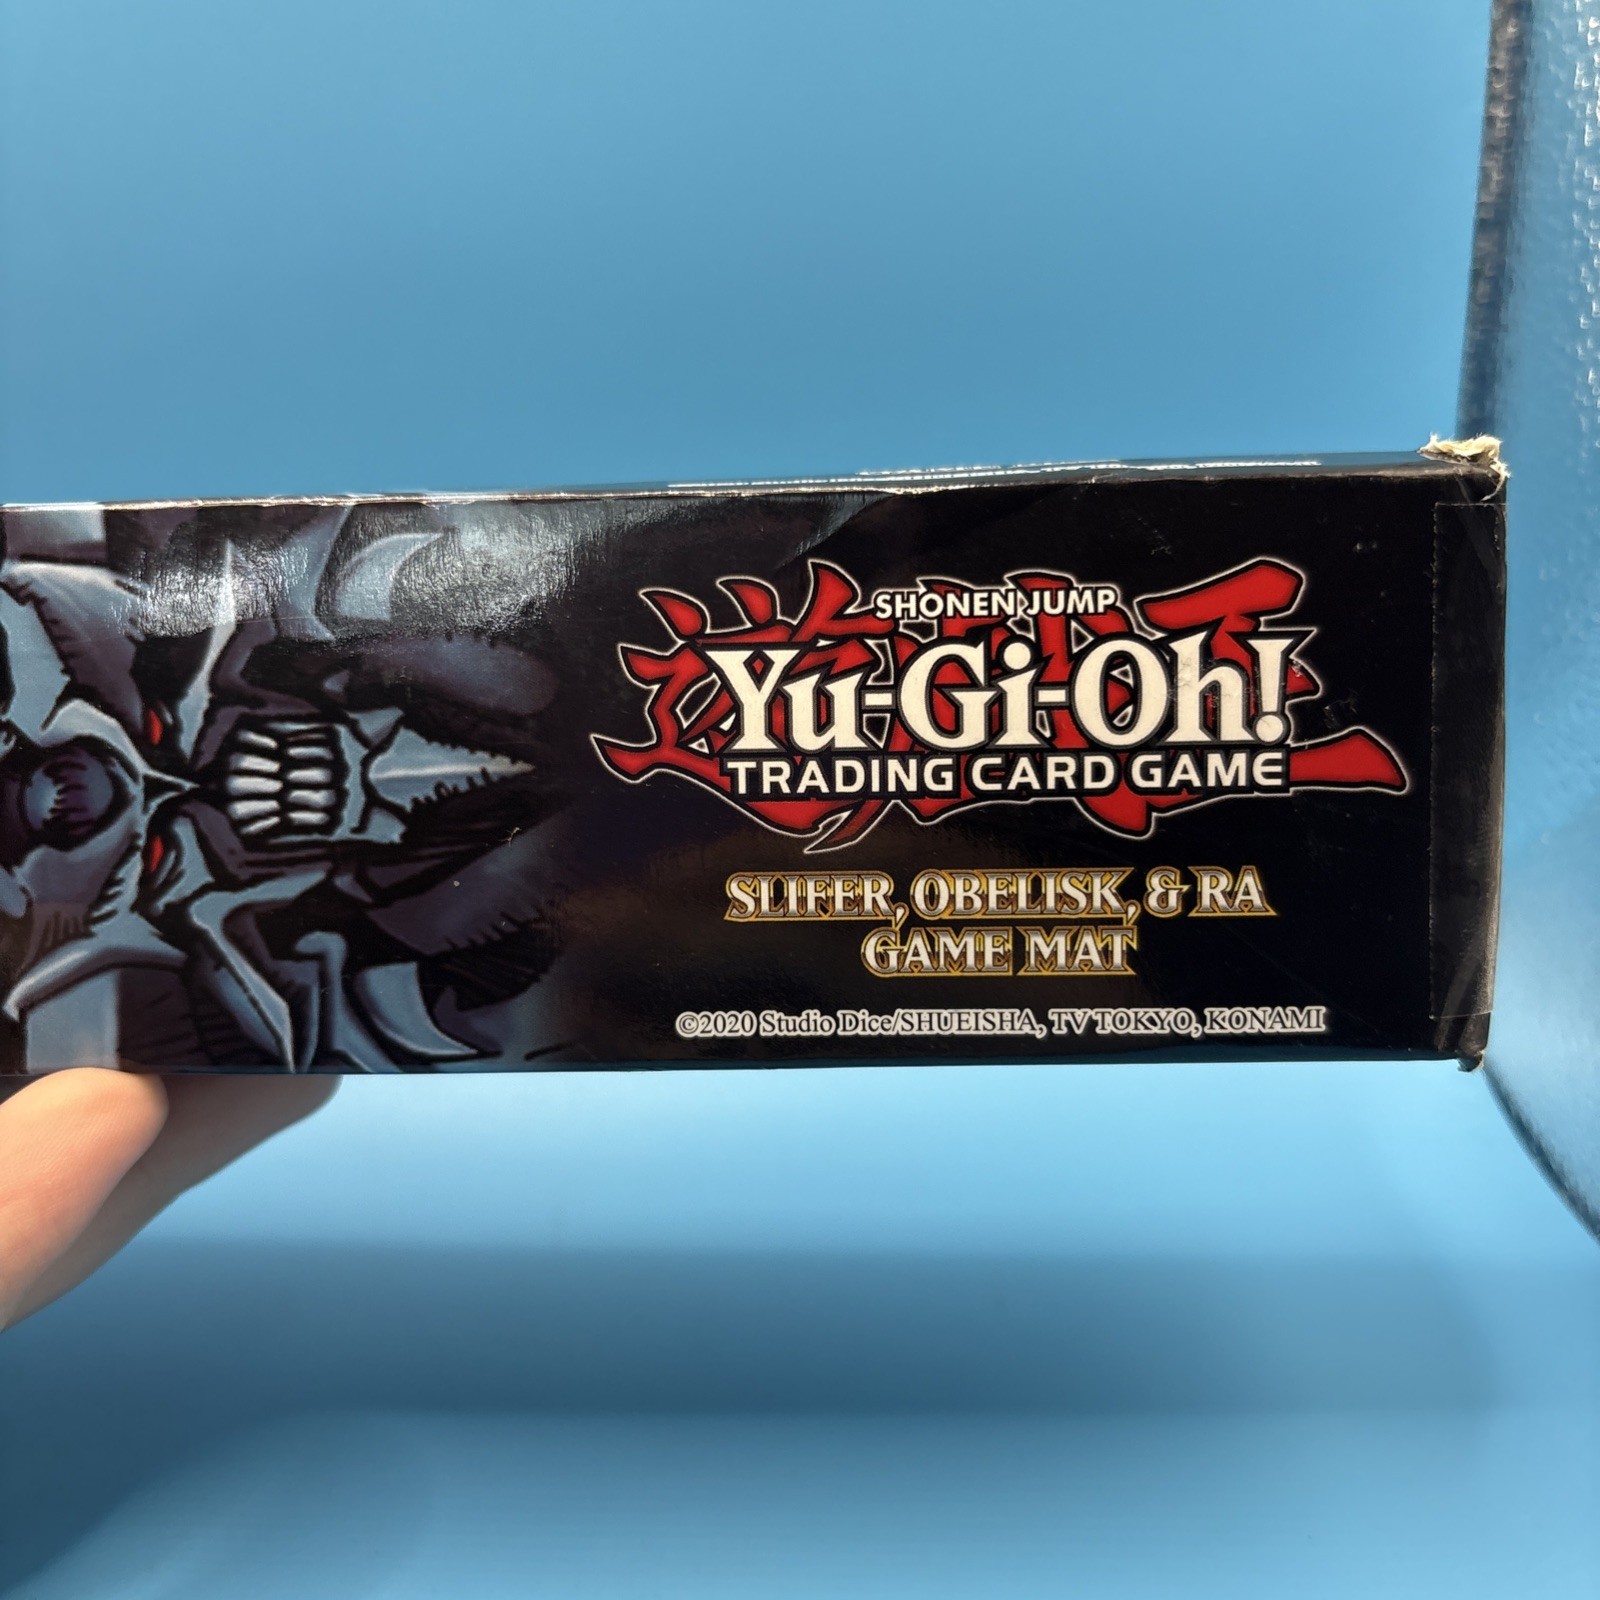 SHONEN JUMP
Yu-Gi-Oh!
TRADING CARD GAME
SLIFER, OBELISK, & RA
GAME MAT
©2020 Studio Dice/SHUEISHA, TV TOKYO, KONAMI